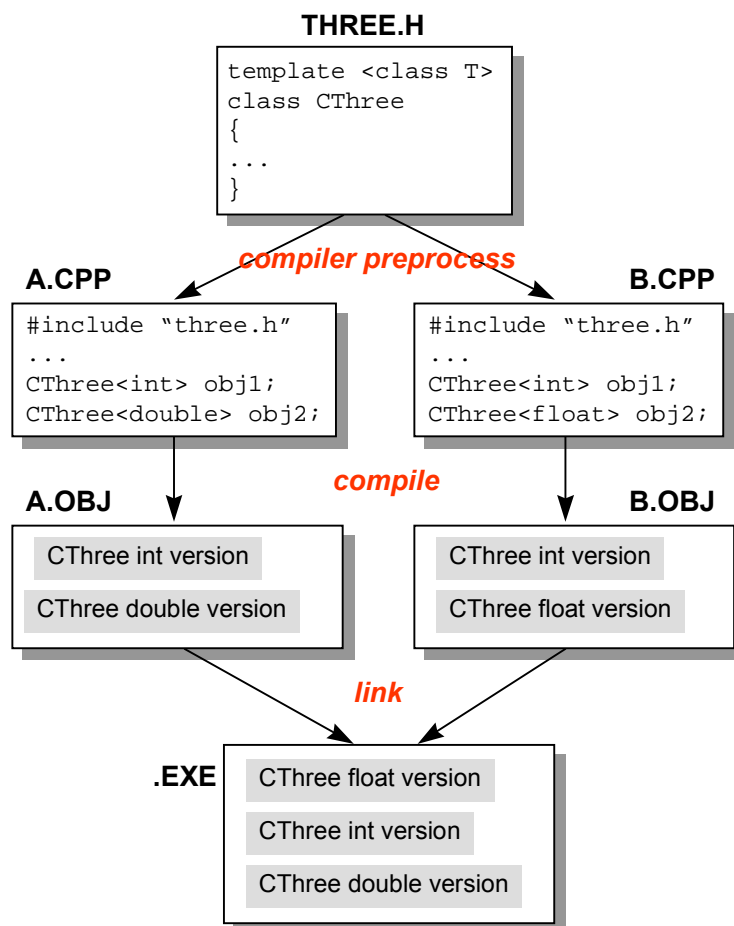 THREE.H
template <class T>
class CThree
{
...
}
compiler preprocess
A.CPP
#include “three.h”
...
CThree<int> obj1;
CThree<double> obj2;
B.CPP
#include “three.h”
...
CThree<int> obj1;
CThree<float> obj2;
compile
A.OBJ
CThree int version
CThree double version
B.OBJ
CThree int version
CThree float version
link
.EXE
CThree float version
CThree int version
CThree double version